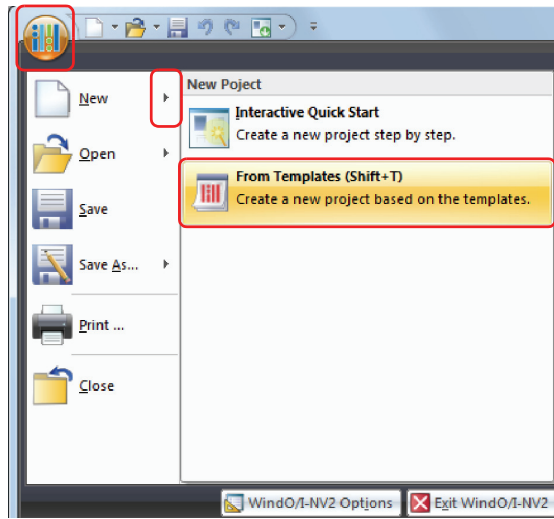 New Poject
New
Interactive Quick Start
Create a new project step by step.
Open
From Templates (Shift+T)
Create a new project based on the templates.
Save
Save As...
Print ...
Close
WindO/I-NV2 Options
Exit WindO/I-NV2